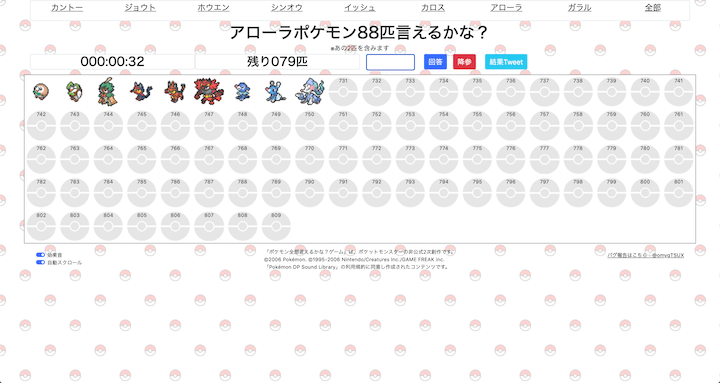 カントー ジョウト ホウエン シンオウ イッシュ カロス アローラ ガラル 全部
アローラポケモン88匹言えるかな？
※あの2匹を含みます
000:00:32 残り079匹 回答 降参 結果Tweet
731 732 733 734 735 736 737 738 739 740 741
742 743 744 745 746 747 748 749 750 751 752 753 754 755 756 757 758 759 760 761
762 763 764 765 766 767 768 769 770 771 772 773 774 775 776 777 778 779 780 781
782 783 784 785 786 787 788 789 790 791 792 793 794 795 796 797 798 799 800 801
802 803 804 805 806 807 808 809
効果音
自動スクロール
「ポケモン全部言えるかな？ゲーム」は、ポケットモンスターの非公式2次創作です。
©2006 Pokémon. ©1995-2006 Nintendo/Creatures Inc./GAME FREAK inc.
「Pokémon DP Sound Library」の利用規約に同意し作成されたコンテンツです。
バグ報告はこちら→